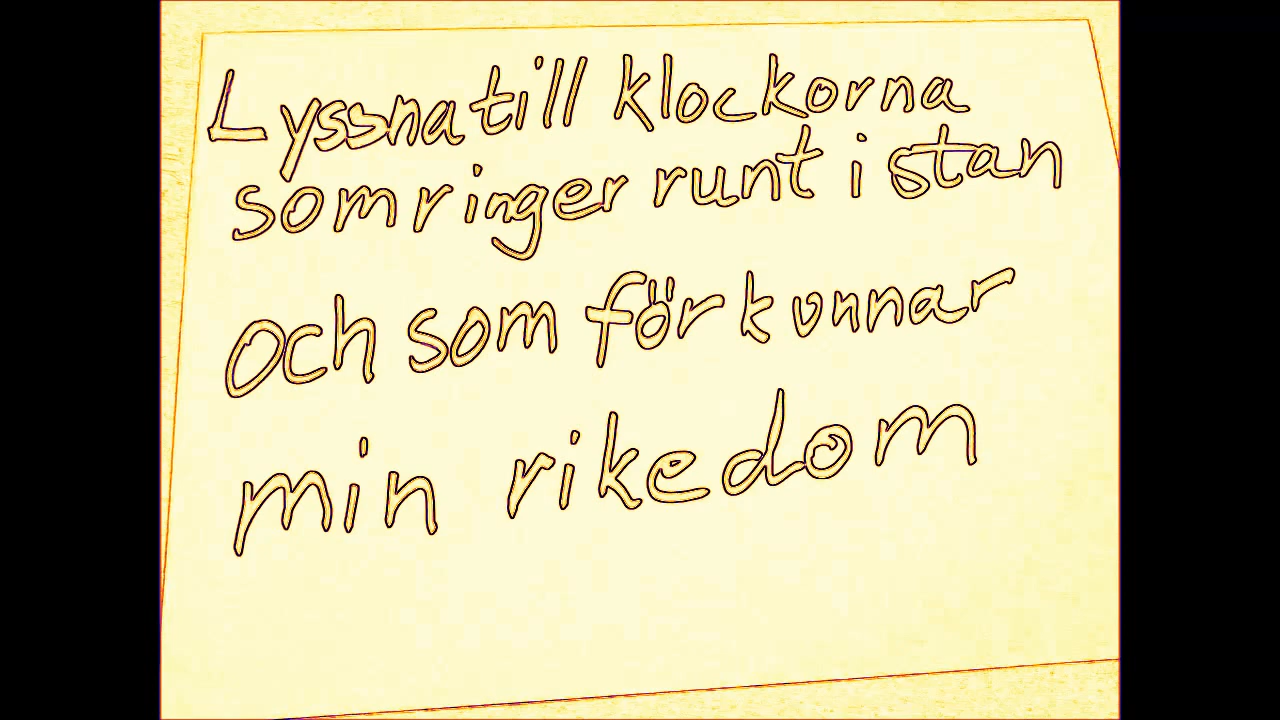 Lyssna till klockorna
som ringer runt i stan
och som förkunnar
min rikedom